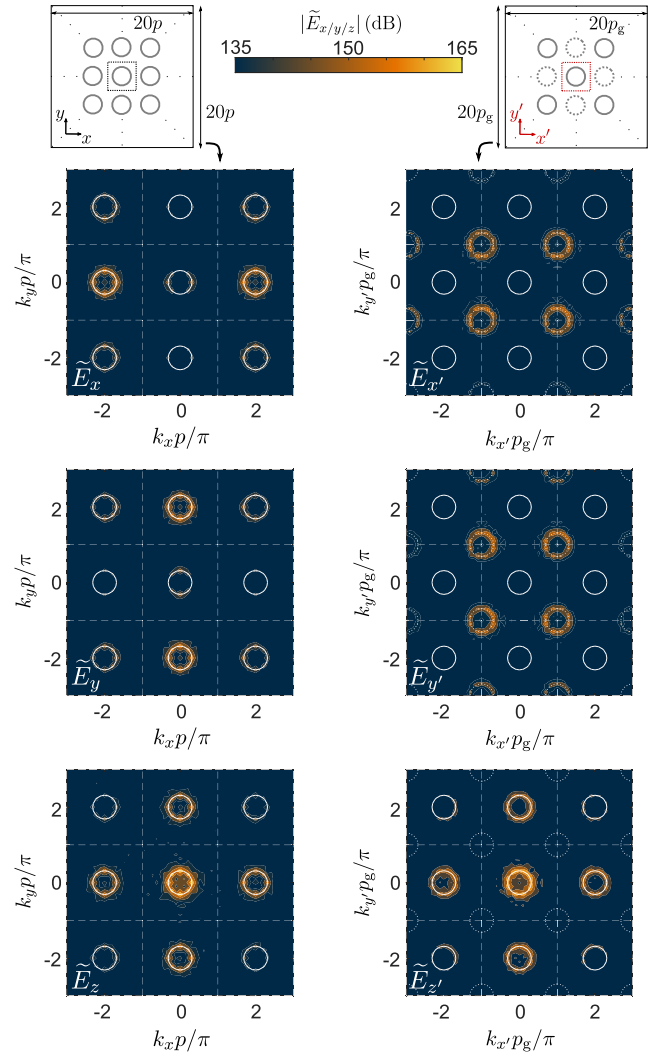 20p
|Ẽx/y/z| (dB)
20pg
135 150 165
y
x
20p
20pg
y′
x′
2
0
-2
kyp/π
Ẽx
-2 0 2
kxp/π
2
0
-2
ky′pg/π
Ẽx′
-2 0 2
kx′pg/π
2
0
-2
kyp/π
Ẽy
-2 0 2
kxp/π
2
0
-2
ky′pg/π
Ẽy′
-2 0 2
kx′pg/π
2
0
-2
kyp/π
Ẽz
-2 0 2
kxp/π
2
0
-2
ky′pg/π
Ẽz′
-2 0 2
kx′pg/π